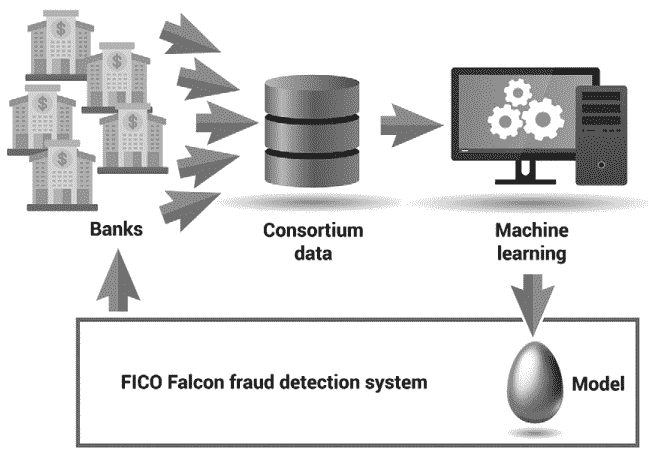 $
$
$
$
$
Banks
Consortium
data
Machine
learning
FICO Falcon fraud detection system
Model